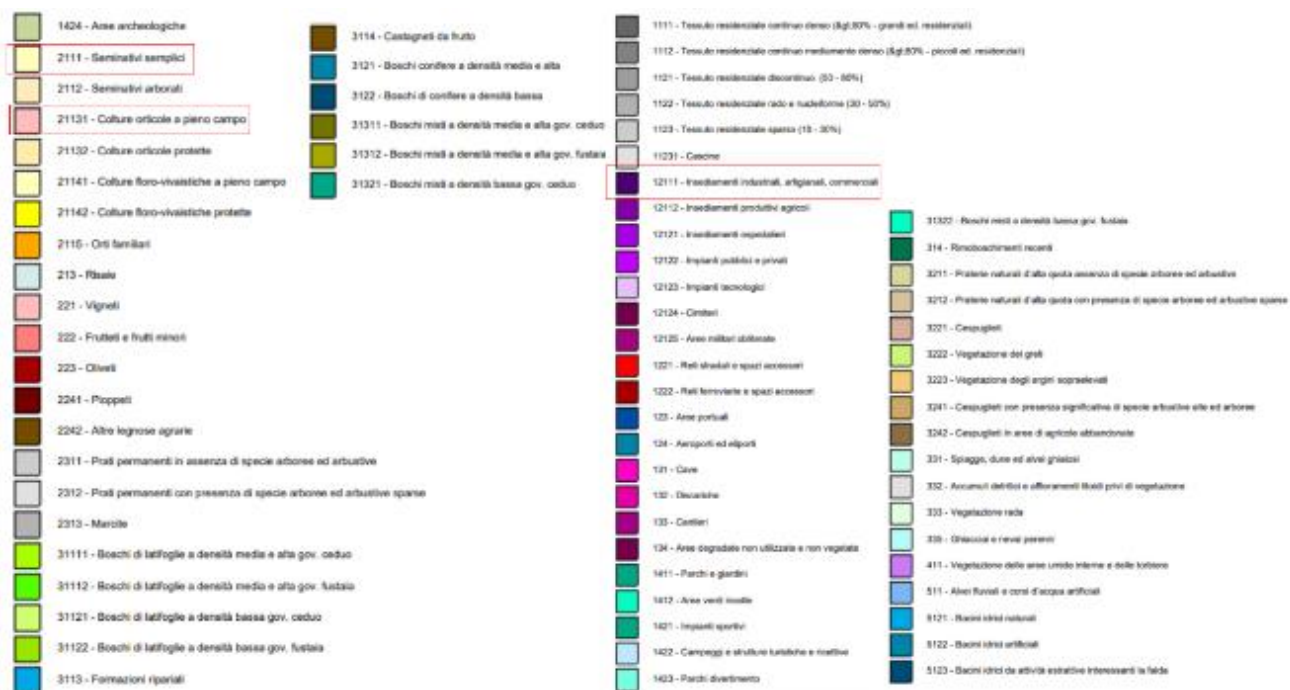 1424 - Aree archeologiche
2111 - Seminativi semplici
2112 - Seminativi arborati
21131 - Colture orticole a pieno campo
21132 - Colture orticole protette
21141 - Colture floro-vivaistiche a pieno campo
21142 - Colture floro-vivaistiche protette
2115 - Orti familiari
213 - Risaie
221 - Vigneti
222 - Frutteti e frutti minori
223 - Oliveti
2241 - Pioppeti
2242 - Altre legnose agrarie
2311 - Prati permanenti in assenza di specie arboree ed arbustive
2312 - Prati permanenti con presenza di specie arboree ed arbustive sparse
2313 - Marcite
31111 - Boschi di latifoglie a densità media e alta gov. ceduo
31112 - Boschi di latifoglie a densità media e alta gov. fustaia
31121 - Boschi di latifoglie a densità bassa gov. ceduo
31122 - Boschi di latifoglie a densità bassa gov. fustaia
3113 - Formazioni ripariali
3114 - Castagneti da frutto
3121 - Boschi conifere a densità media e alta
3122 - Boschi di conifere a densità bassa
31311 - Boschi misti a densità media e alta gov. ceduo
31312 - Boschi misti a densità media e alta gov. fustaia
31321 - Boschi misti a densità bassa gov. ceduo
1111 - Tessuto residenziale continuo denso (&gt;80% - grandi ed. residenziali)
1112 - Tessuto residenziale continuo mediamente denso (&gt;80% - piccoli ed. residenziali)
1121 - Tessuto residenziale discontinuo (50 - 80%)
1122 - Tessuto residenziale rado e nucleiforme (30 - 50%)
1123 - Tessuto residenziale sparso (10 - 30%)
11231 - Cascine
12111 - Insediamenti industriali, artigianali, commerciali
12112 - Insediamenti produttivi agricoli
12121 - Insediamenti ospedalieri
12122 - Impianti pubblici e privati
12123 - Impianti tecnologici
12124 - Cimiteri
12125 - Aree militari obliterate
1221 - Reti stradali e spazi accessori
1222 - Reti ferroviarie e spazi accessori
123 - Aree portuali
124 - Aeroporti ed eliporti
131 - Cave
132 - Discariche
133 - Cantieri
134 - Aree degradate non utilizzate e non vegetate
1411 - Parchi e giardini
1412 - Aree verdi incolte
1421 - Impianti sportivi
1422 - Campeggi e strutture turistiche e ricettive
1423 - Parchi divertimento
31322 - Boschi misti a densità bassa gov. fustaia
314 - Rimboschimenti recenti
3211 - Praterie naturali d'alta quota assenza di specie arboree ed arbustive
3212 - Praterie naturali d'alta quota con presenza di specie arboree ed arbustive sparse
3221 - Cespuglieti
3222 - Vegetazione dei greti
3223 - Vegetazione degli argini sopraelevati
3241 - Cespuglieti con presenza significativa di specie arbustive alte ed arboree
3242 - Cespuglieti in aree di agricole abbandonate
331 - Spiagge, dune ed alvei ghiaiosi
332 - Accumuli detritici e affioramenti litoidi privi di vegetazione
333 - Vegetazione rada
335 - Ghiacciai e nevai perenni
411 - Vegetazione delle aree umide interne e delle torbiere
511 - Alvei fluviali e corsi d'acqua artificiali
5121 - Bacini idrici naturali
5122 - Bacini idrici artificiali
5123 - Bacini idrici da attività estrattive interessanti la falda